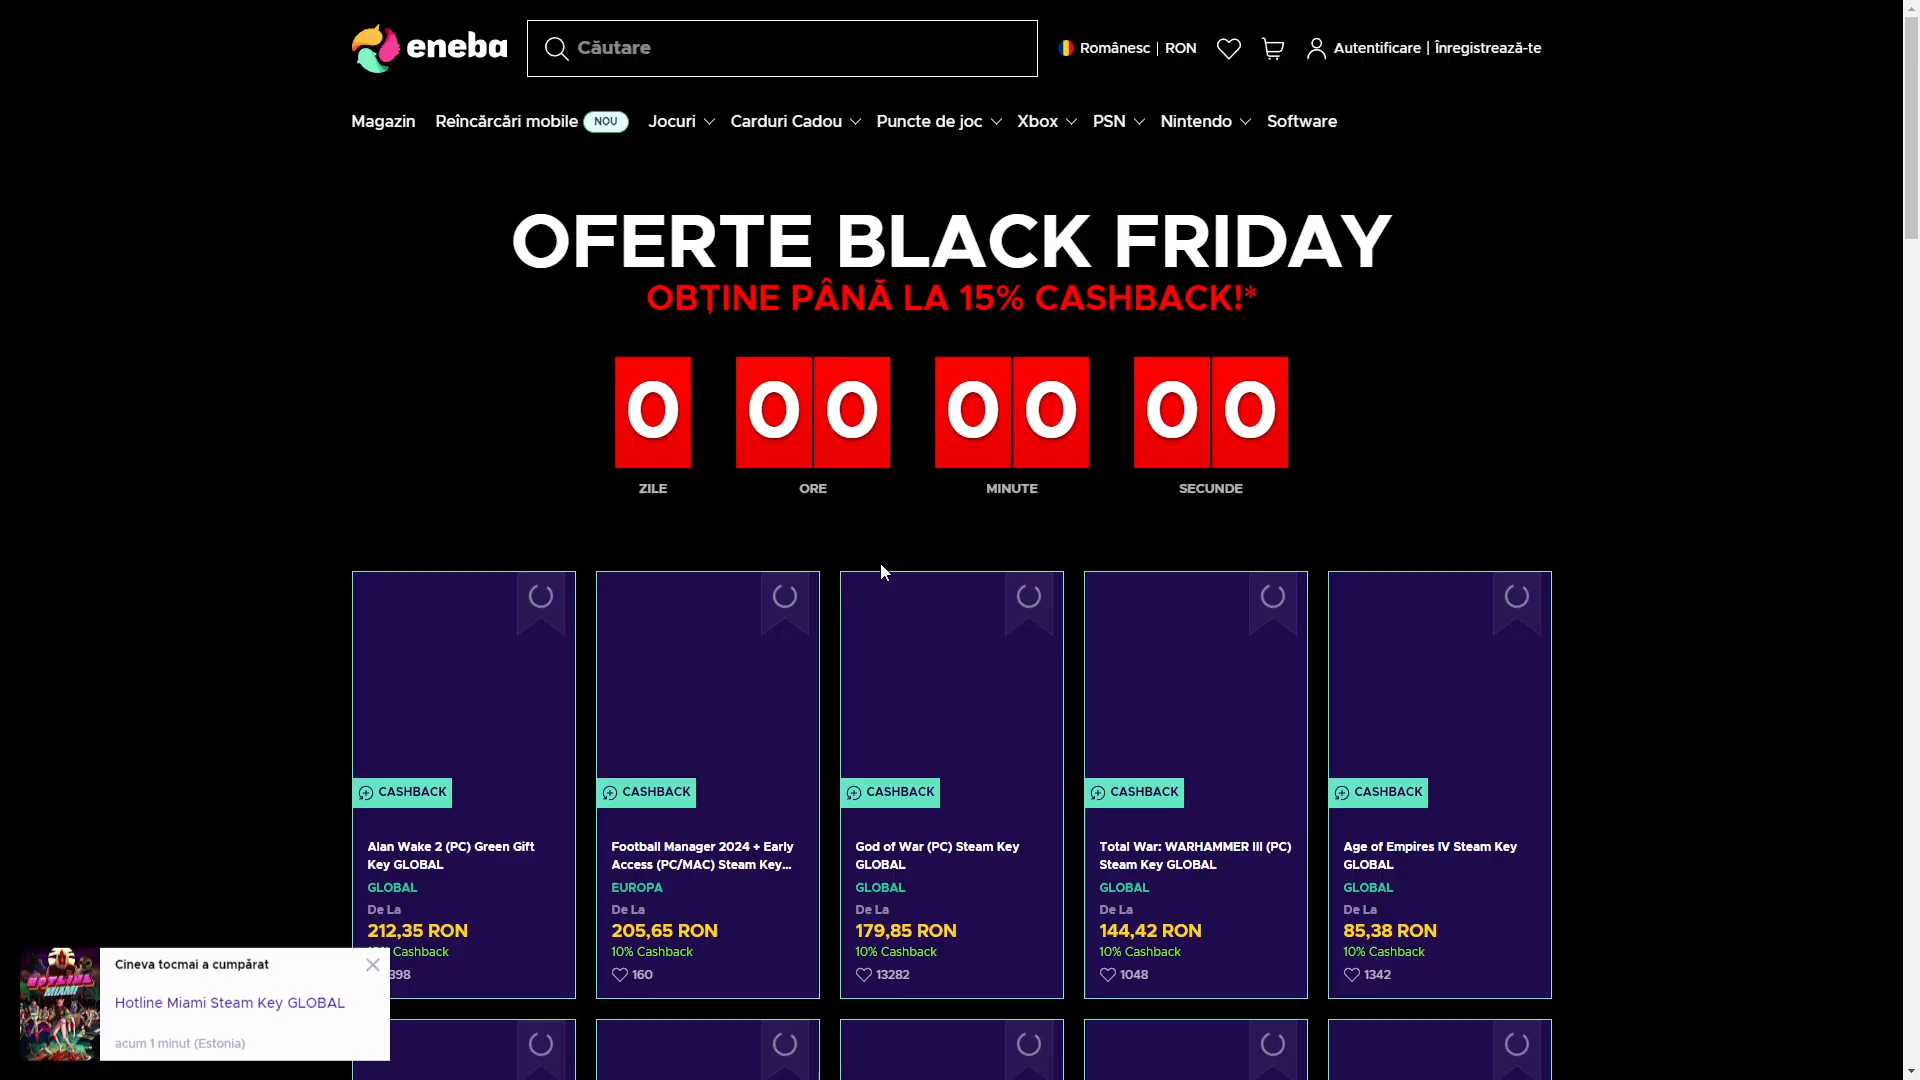 eneba
Căutare
Românesc | RON
Autentificare | Înregistrează-te
Magazin Reîncărcări mobile NOU Jocuri Carduri Cadou Puncte de joc Xbox PSN Nintendo Software
OFERTE BLACK FRIDAY
OBȚINE PÂNĂ LA 15% CASHBACK!*
0 00 00 00
ZILE ORE MINUTE SECUNDE
CASHBACK
Alan Wake 2 (PC) Green Gift
Key GLOBAL
GLOBAL
De La
212,35 RON
Cashback
398
CASHBACK
Football Manager 2024 + Early
Access (PC/MAC) Steam Key...
EUROPA
De La
205,65 RON
10% Cashback
160
CASHBACK
God of War (PC) Steam Key
GLOBAL
GLOBAL
De La
179,85 RON
10% Cashback
13282
CASHBACK
Total War: WARHAMMER III (PC)
Steam Key GLOBAL
GLOBAL
De La
144,42 RON
10% Cashback
1048
CASHBACK
Age of Empires IV Steam Key
GLOBAL
GLOBAL
De La
85,38 RON
10% Cashback
1342
HOTLINE
MIAMI
Cineva tocmai a cumpărat
Hotline Miami Steam Key GLOBAL
acum 1 minut (Estonia)